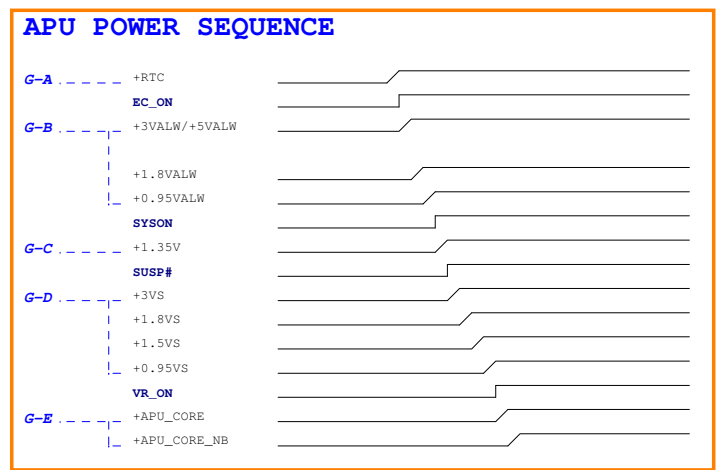 APU POWER SEQUENCE
G-A +RTC
EC_ON
G-B +3VALW/+5VALW
+1.8VALW
+0.95VALW
SYSON
G-C +1.35V
SUSP#
G-D +3VS
+1.8VS
+1.5VS
+0.95VS
VR_ON
G-E +APU_CORE
+APU_CORE_NB